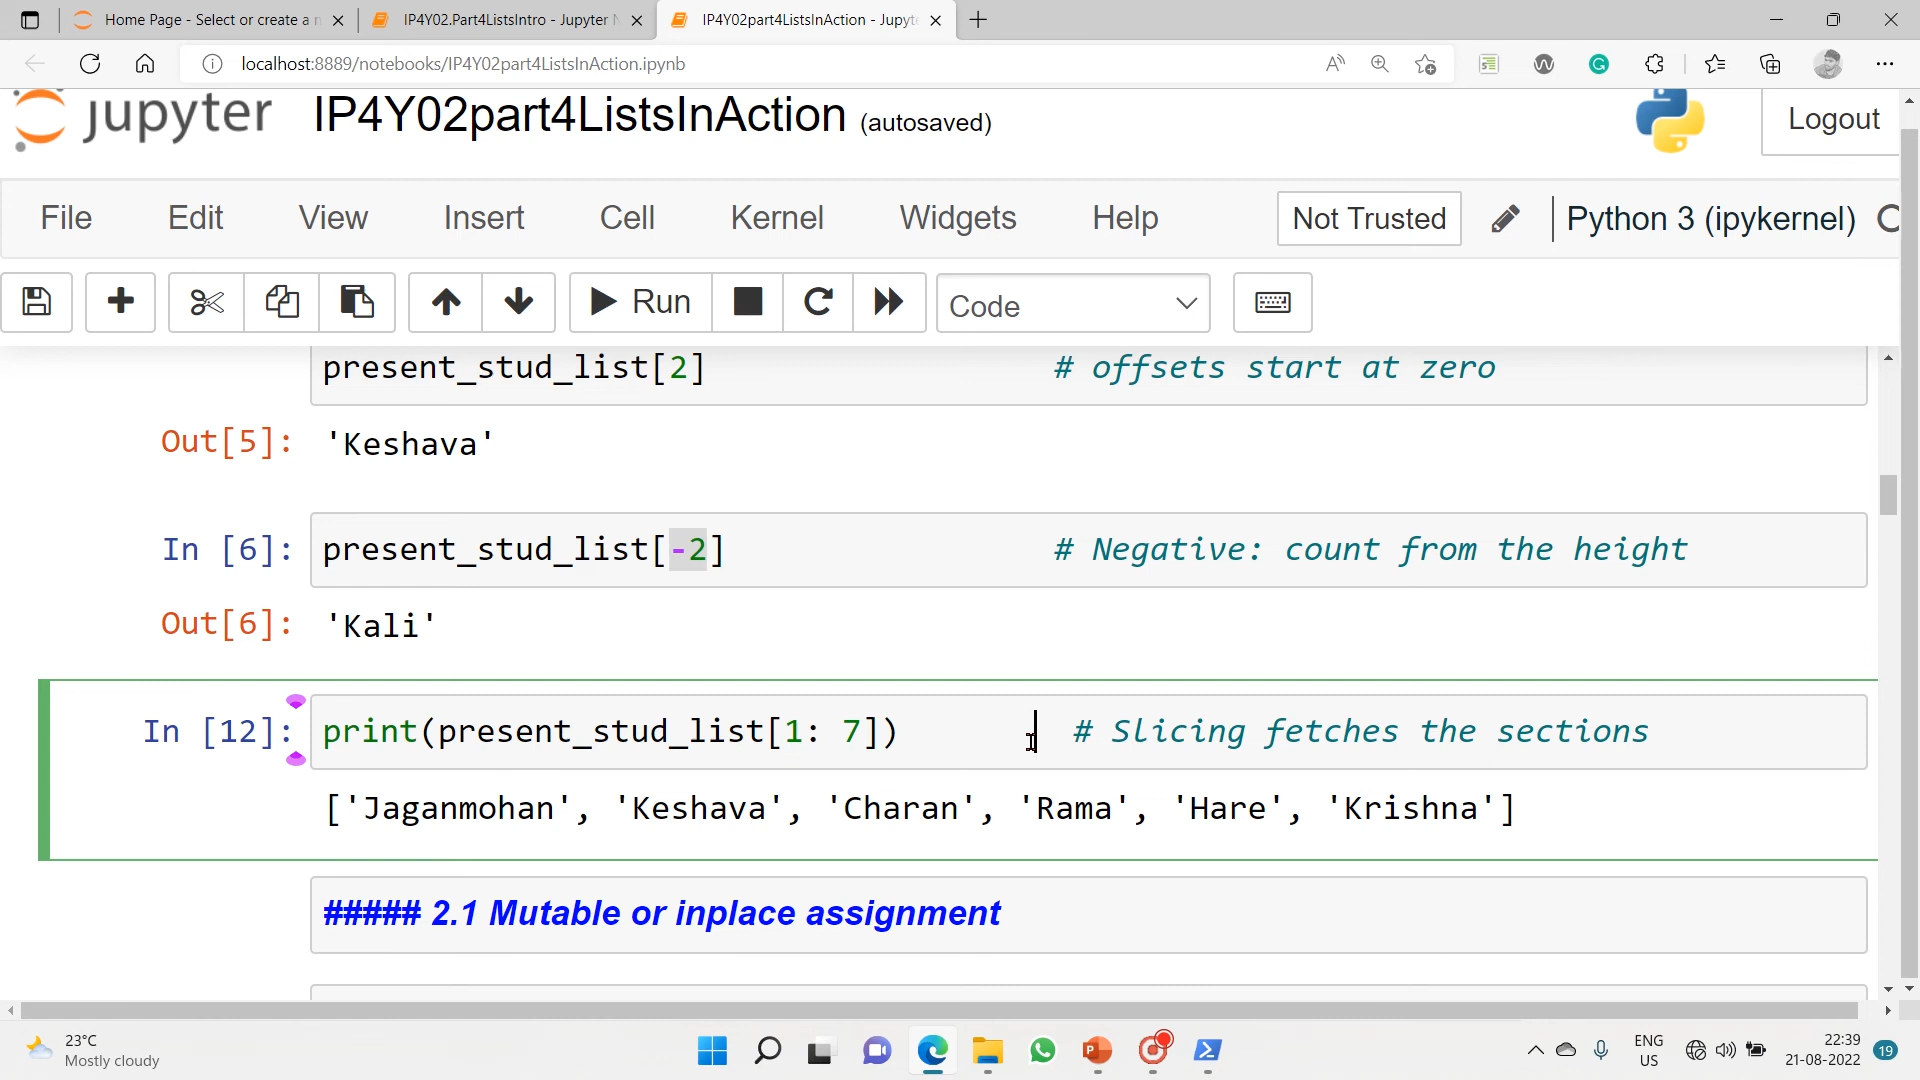 Home Page - Select or create a n
IP4Y02.Part4ListsIntro - Jupyter N
IP4Y02part4ListsInAction - Jupyte
localhost:8889/notebooks/IP4Y02part4ListsInAction.ipynb
jupyter IP4Y02part4ListsInAction (autosaved)
Logout
File Edit View Insert Cell Kernel Widgets Help Not Trusted Python 3 (ipykernel)
Run Code
present_stud_list[2] # offsets start at zero
Out[5]: 'Keshava'
In [6]: present_stud_list[-2] # Negative: count from the height
Out[6]: 'Kali'
In [12]: print(present_stud_list[1: 7]) # Slicing fetches the sections
['Jaganmohan', 'Keshava', 'Charan', 'Rama', 'Hare', 'Krishna']
##### 2.1 Mutable or inplace assignment
23°C
Mostly cloudy
ENG
US
22:39
21-08-2022
19